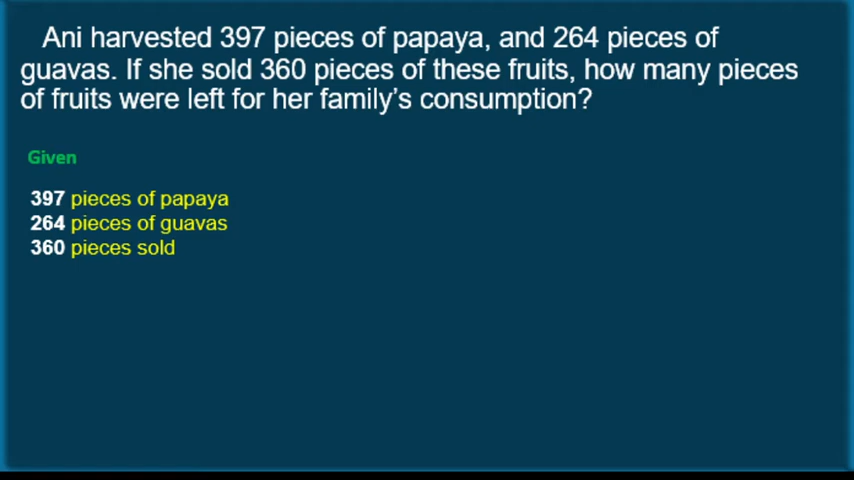 Ani harvested 397 pieces of papaya, and 264 pieces of
guavas. If she sold 360 pieces of these fruits, how many pieces
of fruits were left for her family’s consumption?
Given
397 pieces of papaya
264 pieces of guavas
360 pieces sold